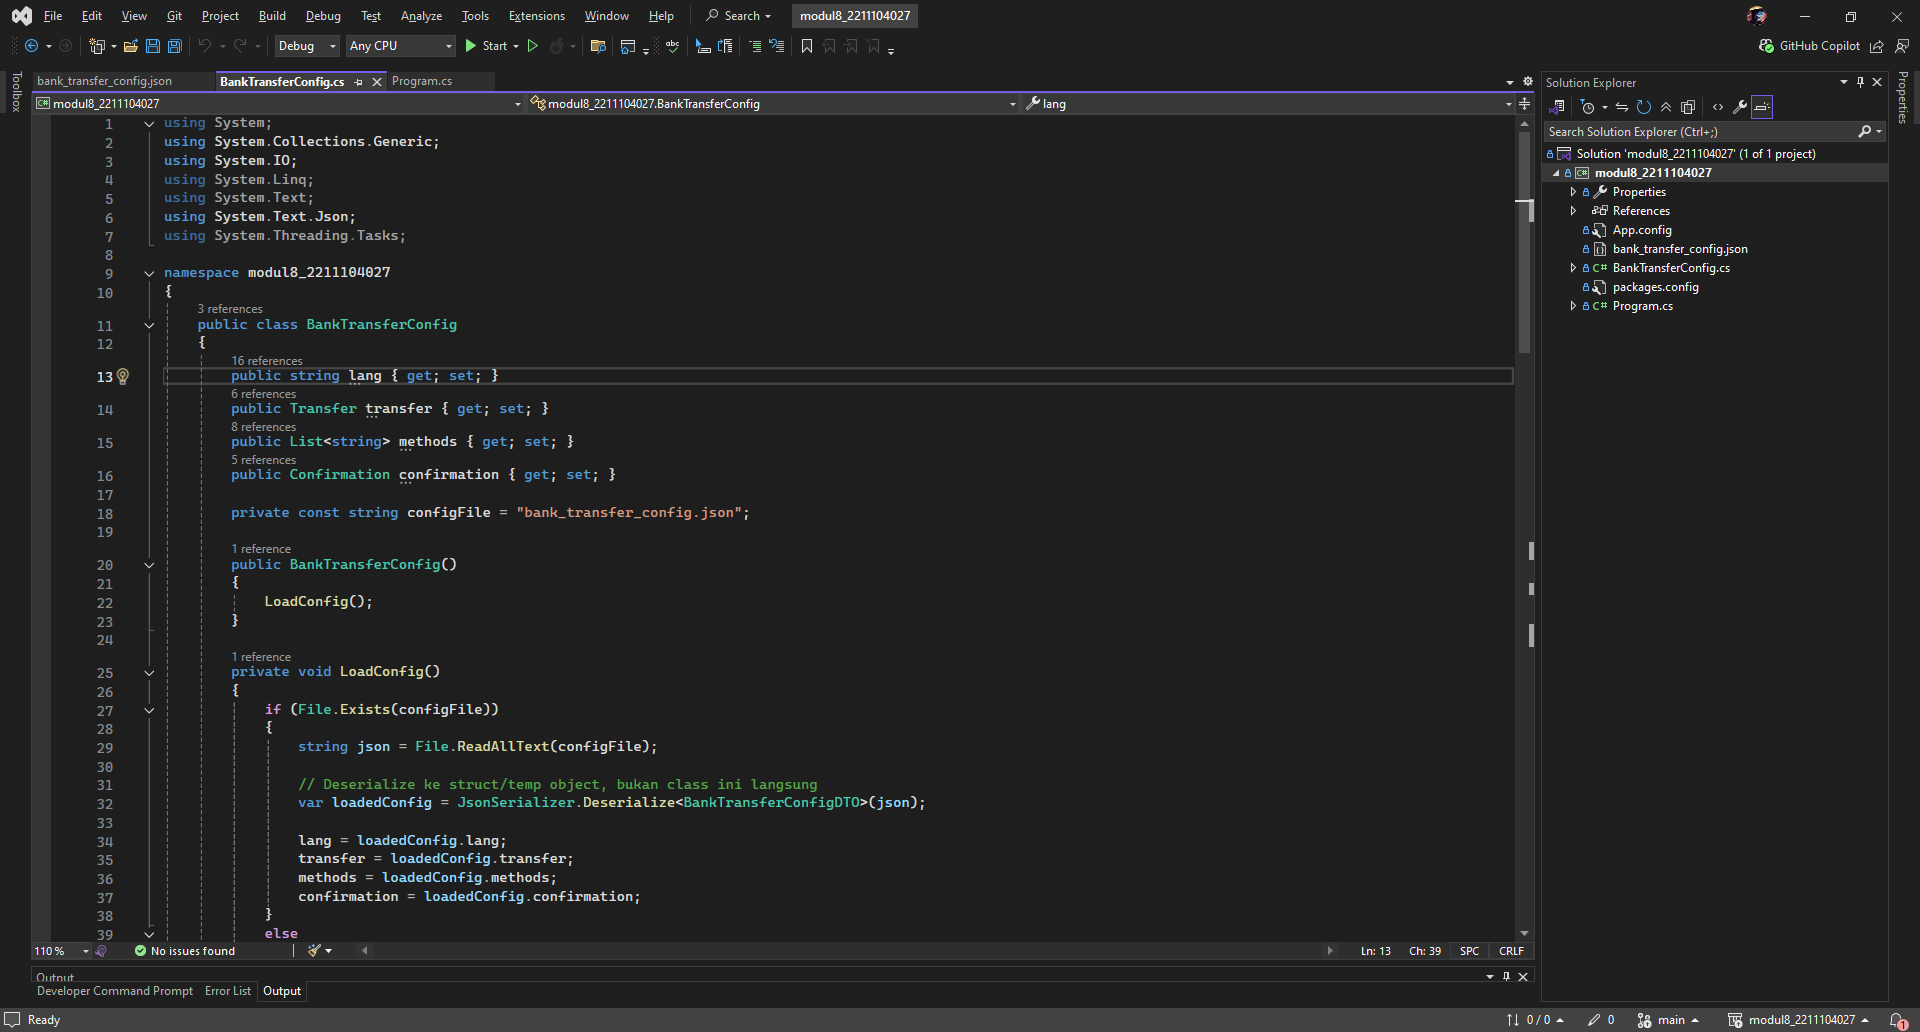 File Edit View Git Project Build Debug Test Analyze Tools Extensions Window Help Search modul8_2211104027
Debug Any CPU Start GitHub Copilot
Toolbox
bank_transfer_config.json BankTransferConfig.cs Program.cs
modul8_2211104027 modul8_2211104027.BankTransferConfig lang
1 using System;
2 using System.Collections.Generic;
3 using System.IO;
4 using System.Linq;
5 using System.Text;
6 using System.Text.Json;
7 using System.Threading.Tasks;
8
9 namespace modul8_2211104027
10 {
3 references
11 public class BankTransferConfig
12 {
16 references
13 public string lang { get; set; }
6 references
14 public Transfer transfer { get; set; }
8 references
15 public List<string> methods { get; set; }
5 references
16 public Confirmation confirmation { get; set; }
17
18 private const string configFile = "bank_transfer_config.json";
19
1 reference
20 public BankTransferConfig()
21 {
22 LoadConfig();
23 }
24
1 reference
25 private void LoadConfig()
26 {
27 if (File.Exists(configFile))
28 {
29 string json = File.ReadAllText(configFile);
30
31 // Deserialize ke struct/temp object, bukan class ini langsung
32 var loadedConfig = JsonSerializer.Deserialize<BankTransferConfigDTO>(json);
33
34 lang = loadedConfig.lang;
35 transfer = loadedConfig.transfer;
36 methods = loadedConfig.methods;
37 confirmation = loadedConfig.confirmation;
38 }
39 else
110 % No issues found Ln: 13 Ch: 39 SPC CRLF
Output
Developer Command Prompt Error List Output
Solution Explorer
Search Solution Explorer (Ctrl+;)
Solution 'modul8_2211104027' (1 of 1 project)
modul8_2211104027
Properties
References
App.config
bank_transfer_config.json
BankTransferConfig.cs
packages.config
Program.cs
Properties
Ready 0 / 0 0 main modul8_2211104027 1